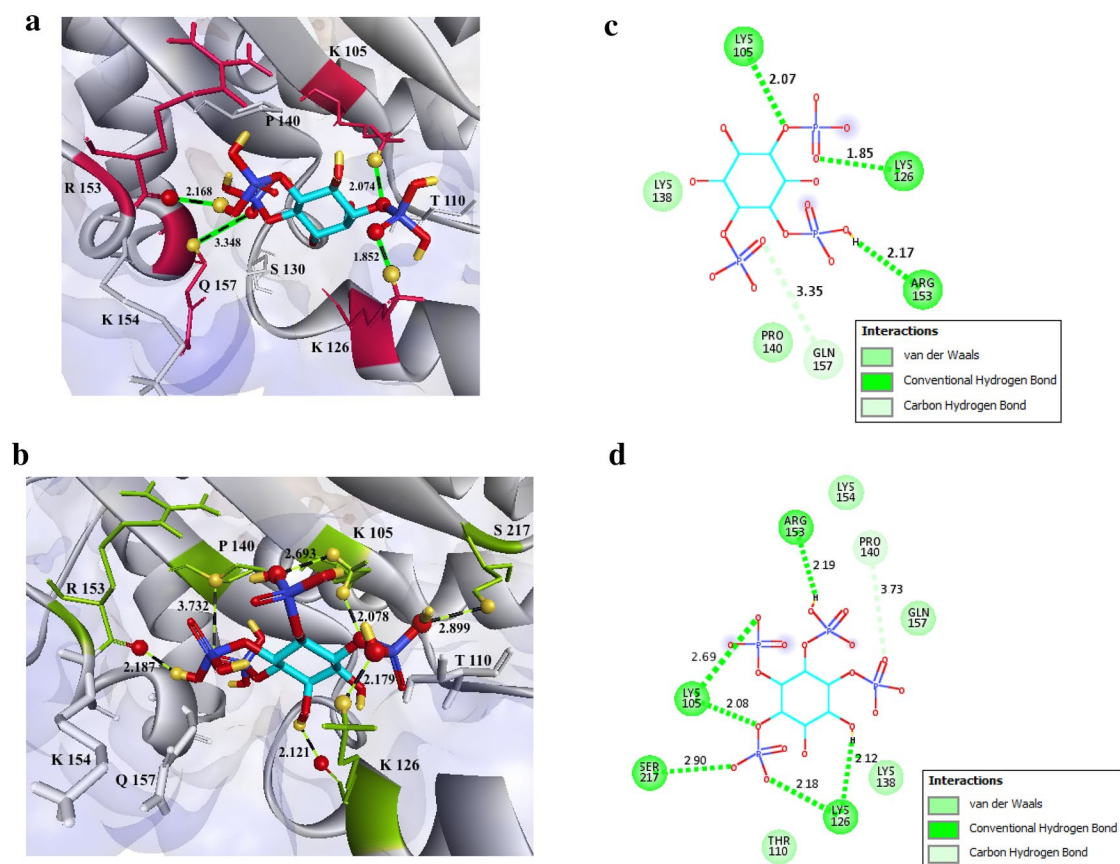 a
K 105
P 140
R 153
2.168
2.074
T 110
3.348
1.852
S 130
Q 157
K 154
K 126
c
LYS
105
2.07
O
O
P
O
O
1.85
LYS
126
LYS
138
O
O
O
O
O
O
O
P
O
H
O
2.17
O
P
O
O
ARG
153
3.35
PRO
140
GLN
157
Interactions
van der Waals
Conventional Hydrogen Bond
Carbon Hydrogen Bond
b
S 217
K 105
P 140
2.693
R 153
3.732
2.078
2.899
2.187
T 110
2.179
K 154
2.121
K 126
Q 157
d
LYS
154
ARG
153
PRO
140
2.19
3.73
GLN
157
H
O
O
P
O
O
O
P
O
O
O
P
O
O
2.69
LYS
105
2.08
O
O
O
H
O
P
O
O
O
2.90
SER
217
2.18
2.12
LYS
138
LYS
126
THR
110
Interactions
van der Waals
Conventional Hydrogen Bond
Carbon Hydrogen Bond